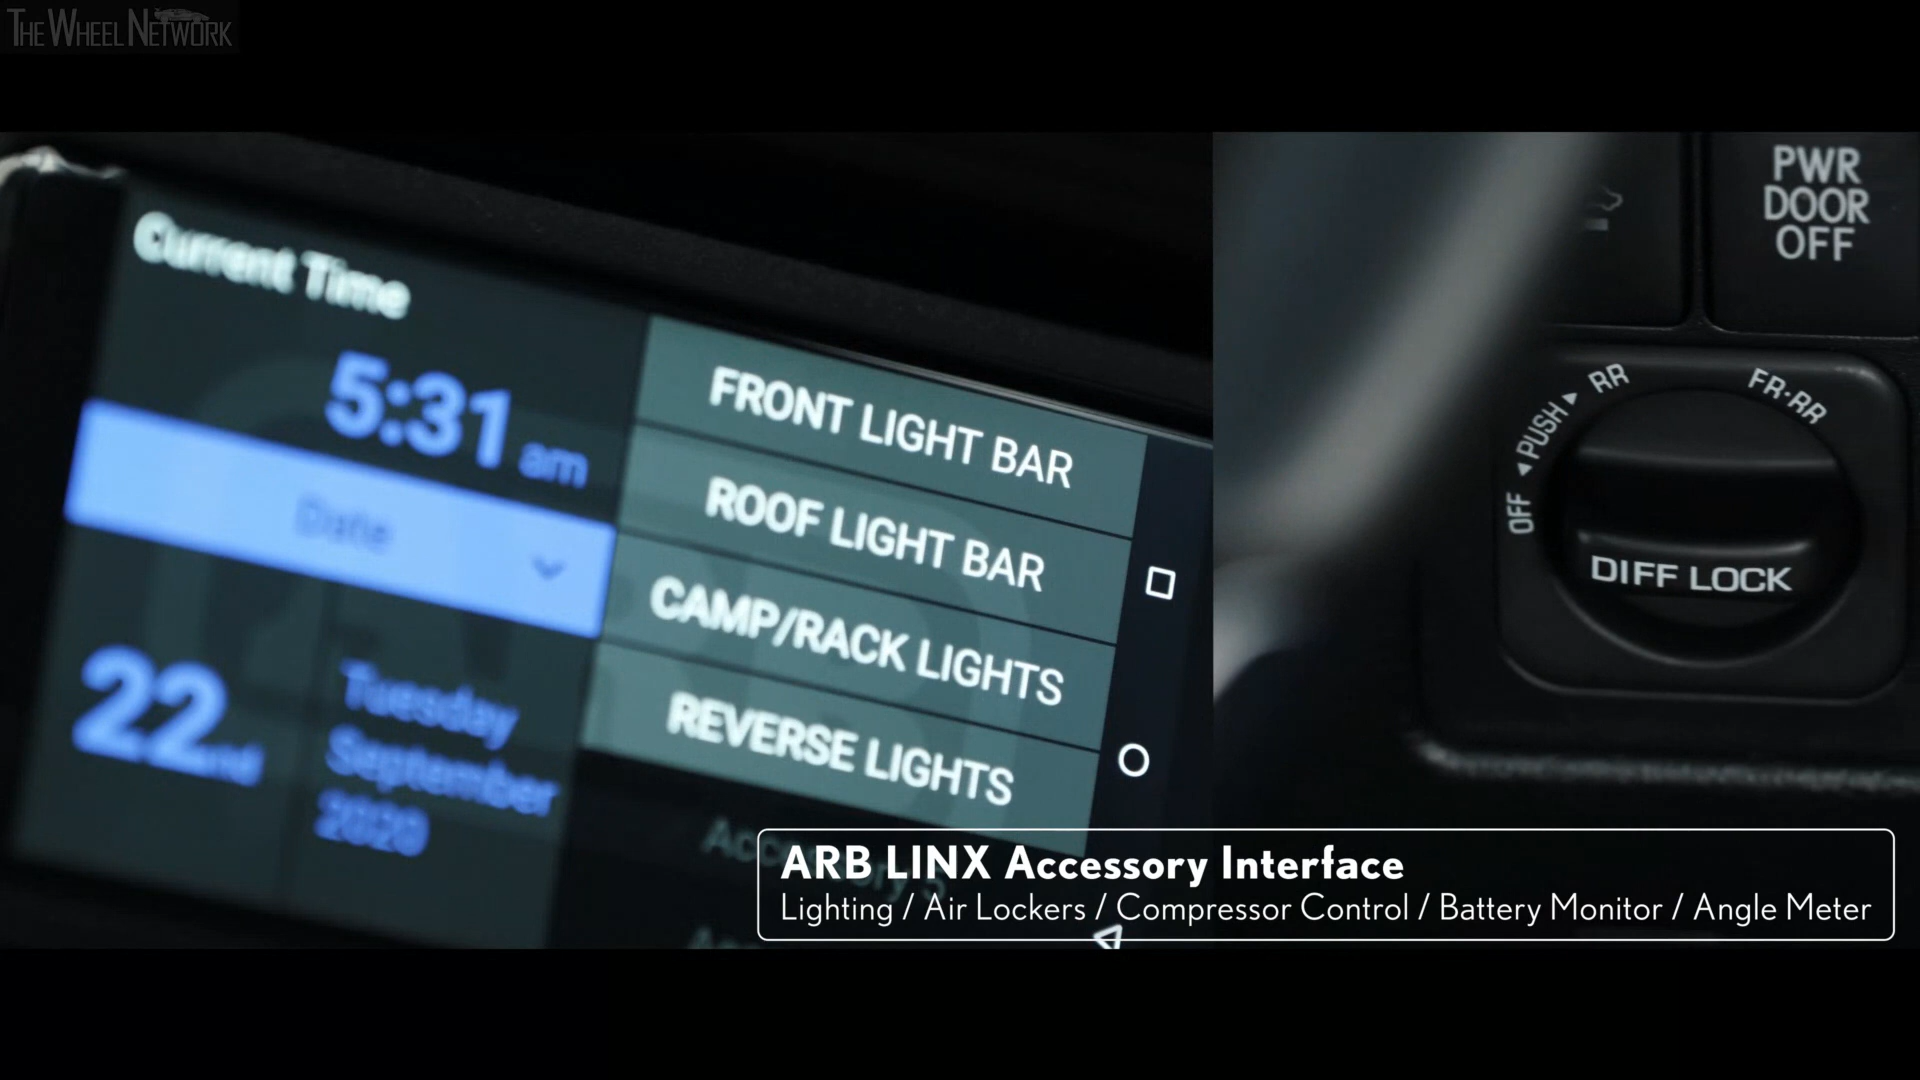 THE WHEEL NETWORK
Current Time
5:31 am
Date
22nd
Tuesday
September
2020
FRONT LIGHT BAR
ROOF LIGHT BAR
CAMP/RACK LIGHTS
REVERSE LIGHTS
PWR
DOOR
OFF
OFF ◂PUSH▸ RR
FR-RR
DIFF LOCK
ARB LINX Accessory Interface
Lighting / Air Lockers / Compressor Control / Battery Monitor / Angle Meter